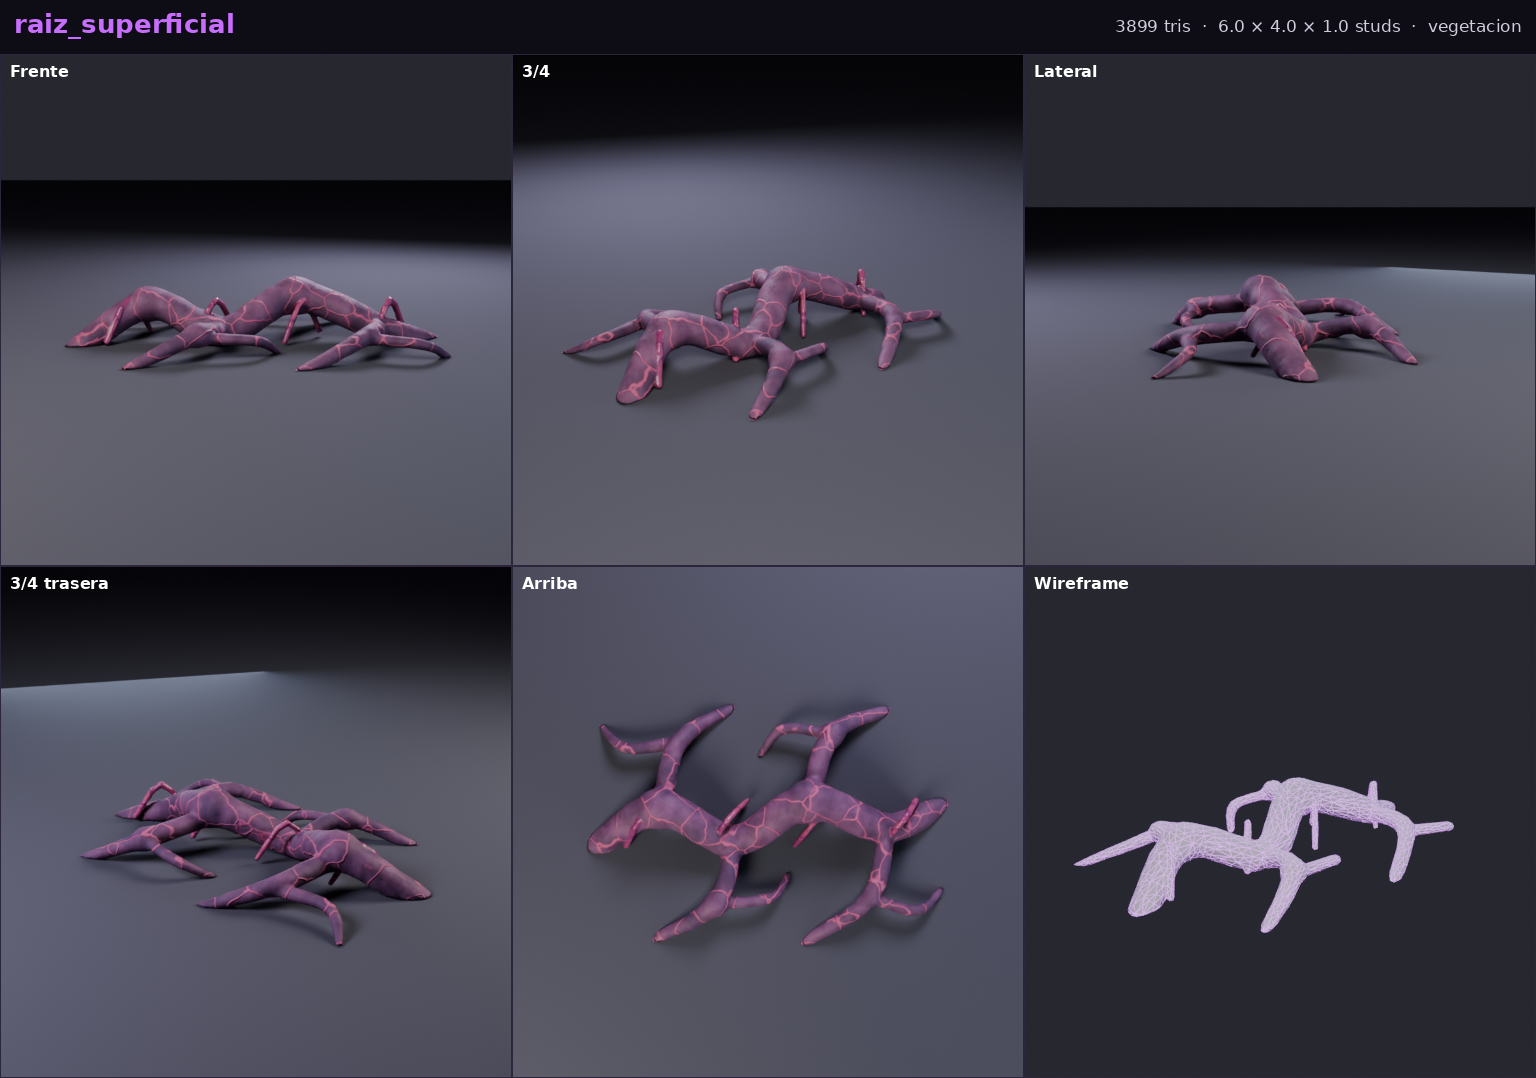 raiz_superficial
3899 tris · 6.0 × 4.0 × 1.0 studs · vegetacion
Frente
3/4
Lateral
3/4 trasera
Arriba
Wireframe